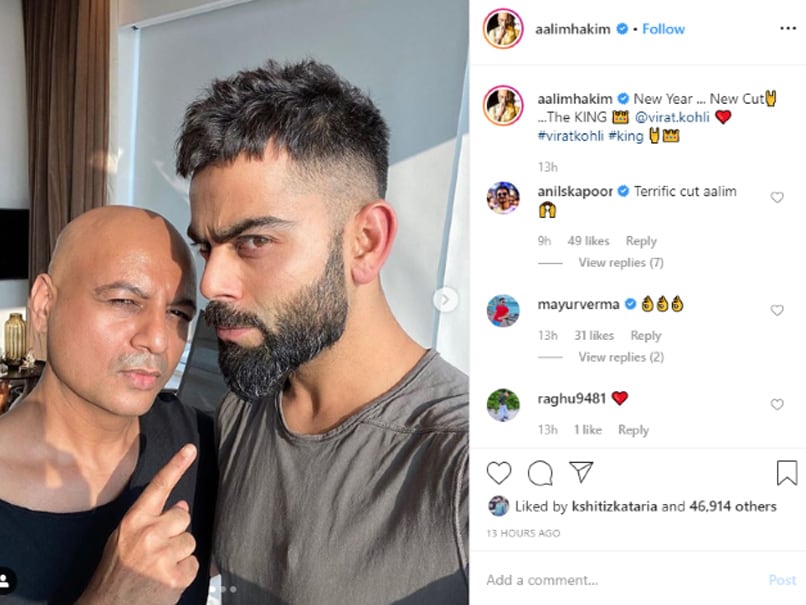 aalimhakim • Follow
aalimhakim New Year ... New Cut🤘
...The KING 👑 @virat.kohli ❤️
#viratkohli #king 🤘👑
13h
anilskapoor Terrific cut aalim
🙌
9h 49 likes Reply
View replies (7)
mayurverma 👌👌👌
13h 31 likes Reply
View replies (2)
raghu9481 ❤️
13h 1 like Reply
Liked by kshitizkataria and 46,914 others
13 HOURS AGO
Add a comment... Post